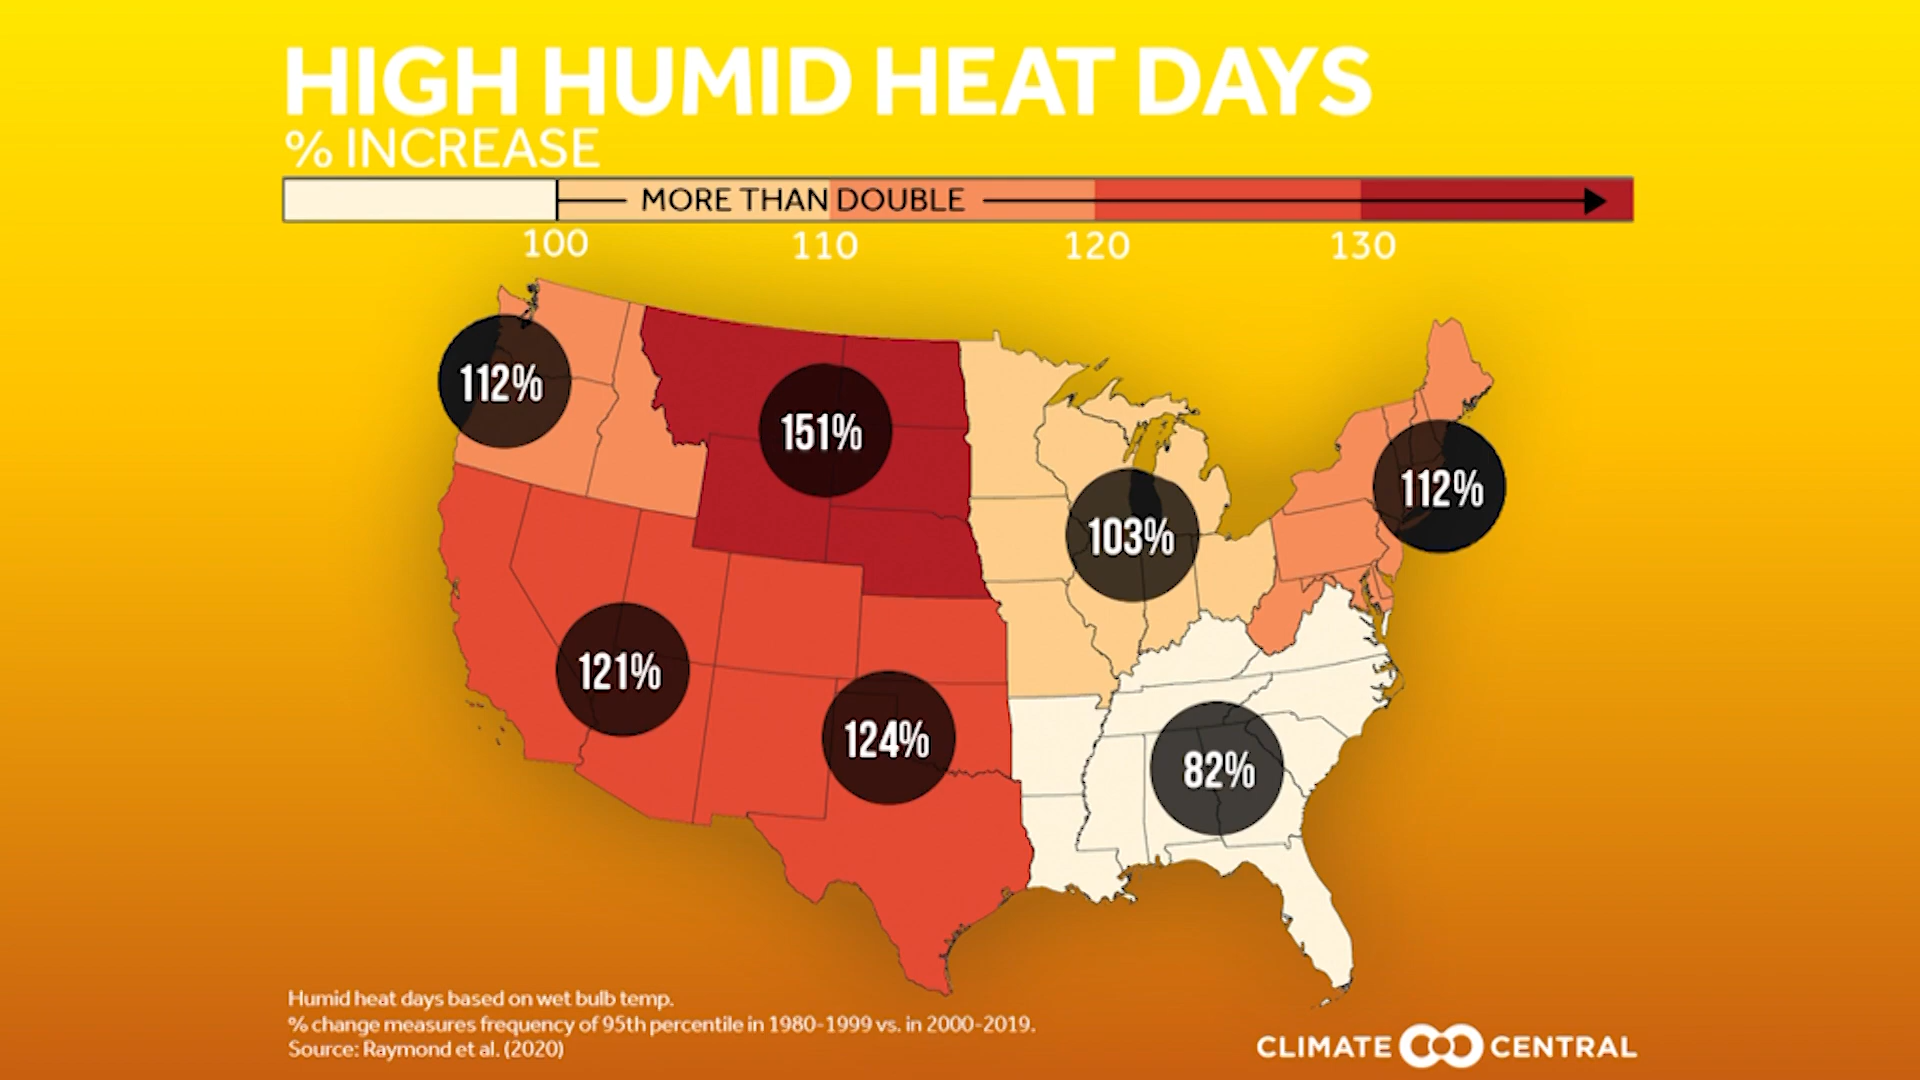 HIGH HUMID HEAT DAYS
% INCREASE
MORE THAN DOUBLE
100 110 120 130
112%
151%
112%
103%
121%
124%
82%
Humid heat days based on wet bulb temp.
% change measures frequency of 95th percentile in 1980-1999 vs. in 2000-2019.
Source: Raymond et al. (2020)
CLIMATE CENTRAL